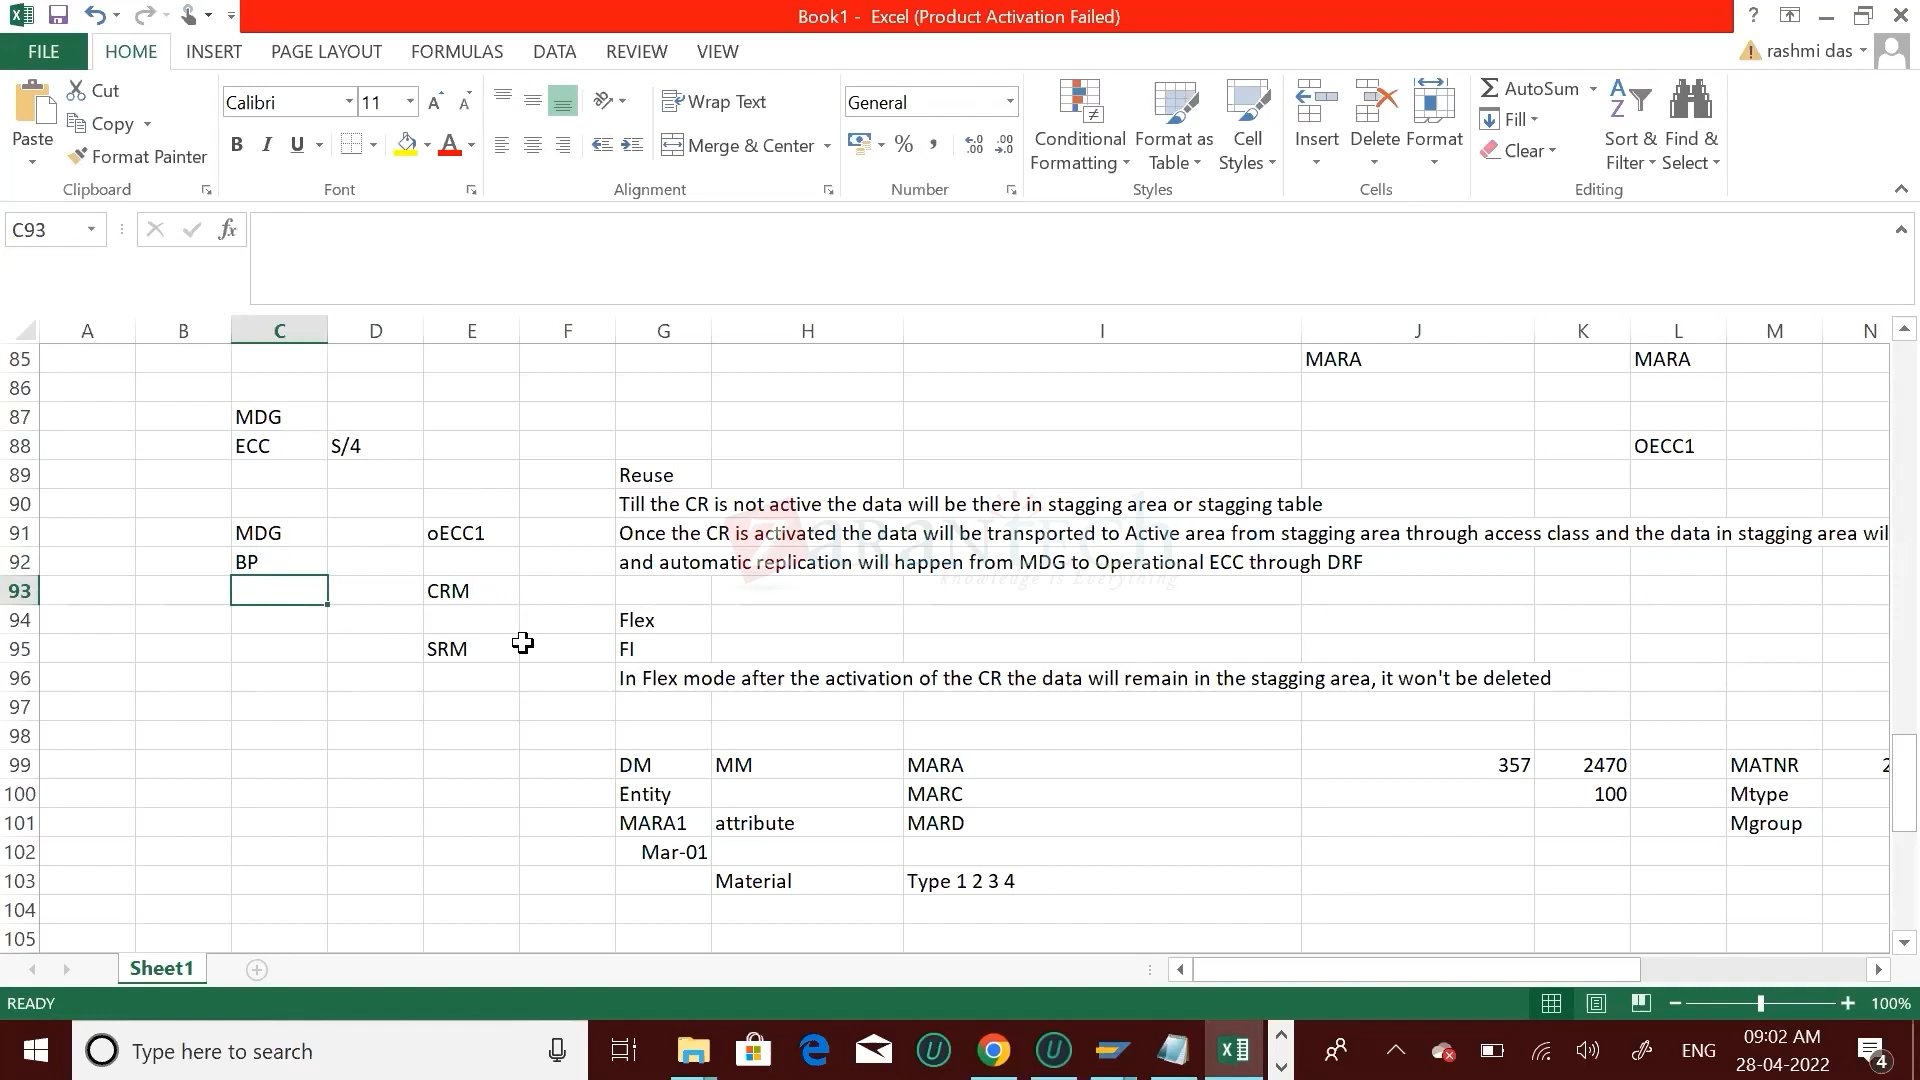 Book1 - Excel (Product Activation Failed)
?
FILE HOME INSERT PAGE LAYOUT FORMULAS DATA REVIEW VIEW
rashmi das
Paste
Cut
Copy
Format Painter
Clipboard
Calibri 11
B I U
Font
Wrap Text
Merge & Center
Alignment
General
% ,
Number
Conditional Formatting
Format as Table
Cell Styles
Styles
Insert
Delete
Format
Cells
AutoSum
Fill
Clear
Sort & Filter
Find & Select
Editing
C93
fx
A B C D E F G H I J K L M N
85 MARA MARA
86
87 MDG
88 ECC S/4 OECC1
89 Reuse
90 Till the CR is not active the data will be there in stagging area or stagging table
91 MDG oECC1 Once the CR is activated the data will be transported to Active area from stagging area through access class and the data in stagging area wil
92 BP and automatic replication will happen from MDG to Operational ECC through DRF
93 CRM
94 Flex
95 SRM FI
96 In Flex mode after the activation of the CR the data will remain in the stagging area, it won't be deleted
97
98
99 DM MM MARA 357 2470 MATNR 2
100 Entity MARC 100 Mtype
101 MARA1 attribute MARD Mgroup
102 Mar-01
103 Material Type 1 2 3 4
104
105
ZARANTECH
knowledge is Everything
Sheet1
READY
100%
Type here to search
ENG
09:02 AM
28-04-2022
4